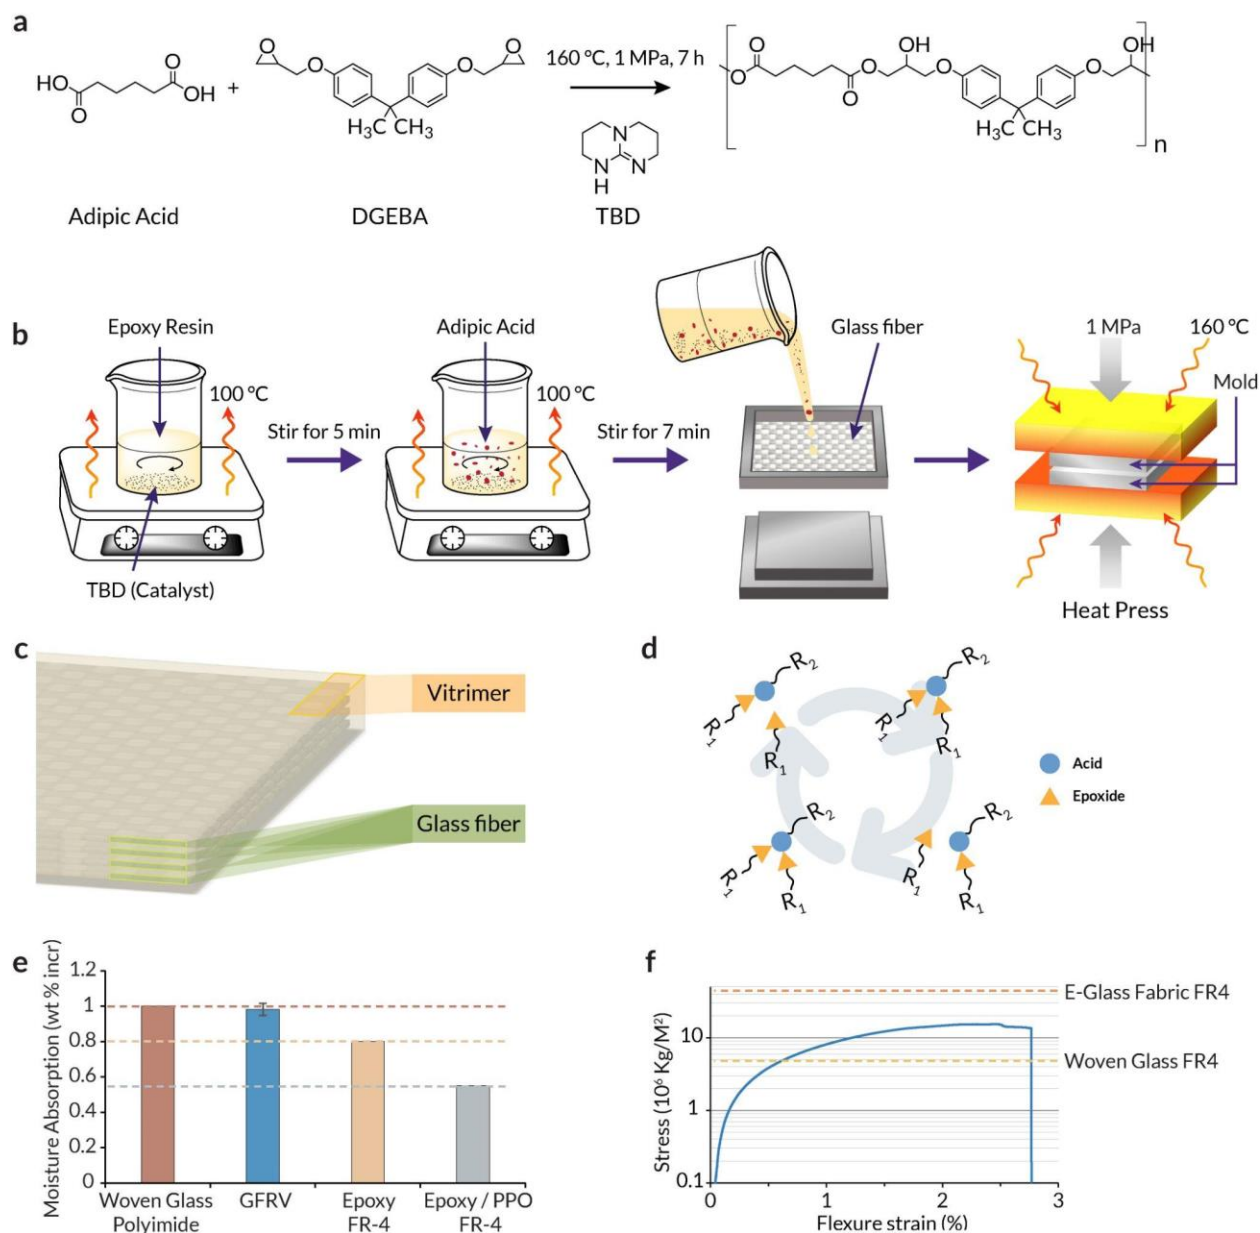 a
O
HO
O
OH
+
O
O
H₃C CH₃
O
O
160 °C, 1 MPa, 7 h
N
N
H
N
O
O
O
O
OH
O
H₃C CH₃
O
OH
n
Adipic Acid
DGEBA
TBD
b
Epoxy Resin
100 °C
TBD (Catalyst)
Stir for 5 min
Adipic Acid
100 °C
Stir for 7 min
Glass fiber
1 MPa
160 °C
Mold
Heat Press
c
Vitrimer
Glass fiber
d
R₂
R₁
R₁
R₂
R₁
R₁
R₂
R₁
R₁
R₂
R₁
R₁
Acid
Epoxide
e
Moisture Absorption (wt % incr)
1.2
1
0.8
0.6
0.4
0.2
0
Woven Glass
Polyimide
GFRV
Epoxy
FR-4
Epoxy / PPO
FR-4
f
Stress (10⁶ Kg/M²)
10
1
0.1
0
1
2
3
Flexure strain (%)
E-Glass Fabric FR4
Woven Glass FR4